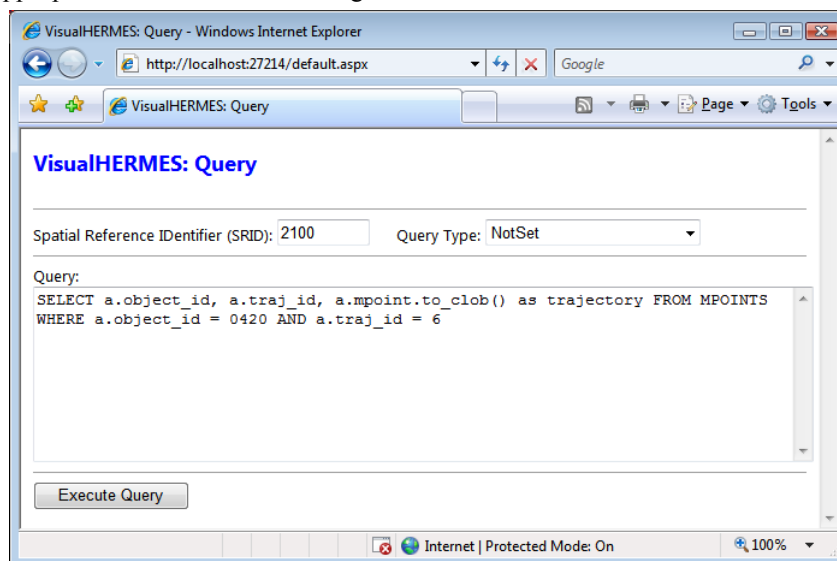 VisualHERMES: Query - Windows Internet Explorer
http://localhost:27214/default.aspx
Google
VisualHERMES: Query
Page
Tools
VisualHERMES: Query
Spatial Reference IDentifier (SRID): 2100 Query Type: NotSet
Query:
SELECT a.object_id, a.traj_id, a.mpoint.to_clob() as trajectory FROM MPOINTS
WHERE a.object_id = 0420 AND a.traj_id = 6
Execute Query
Internet | Protected Mode: On 100%